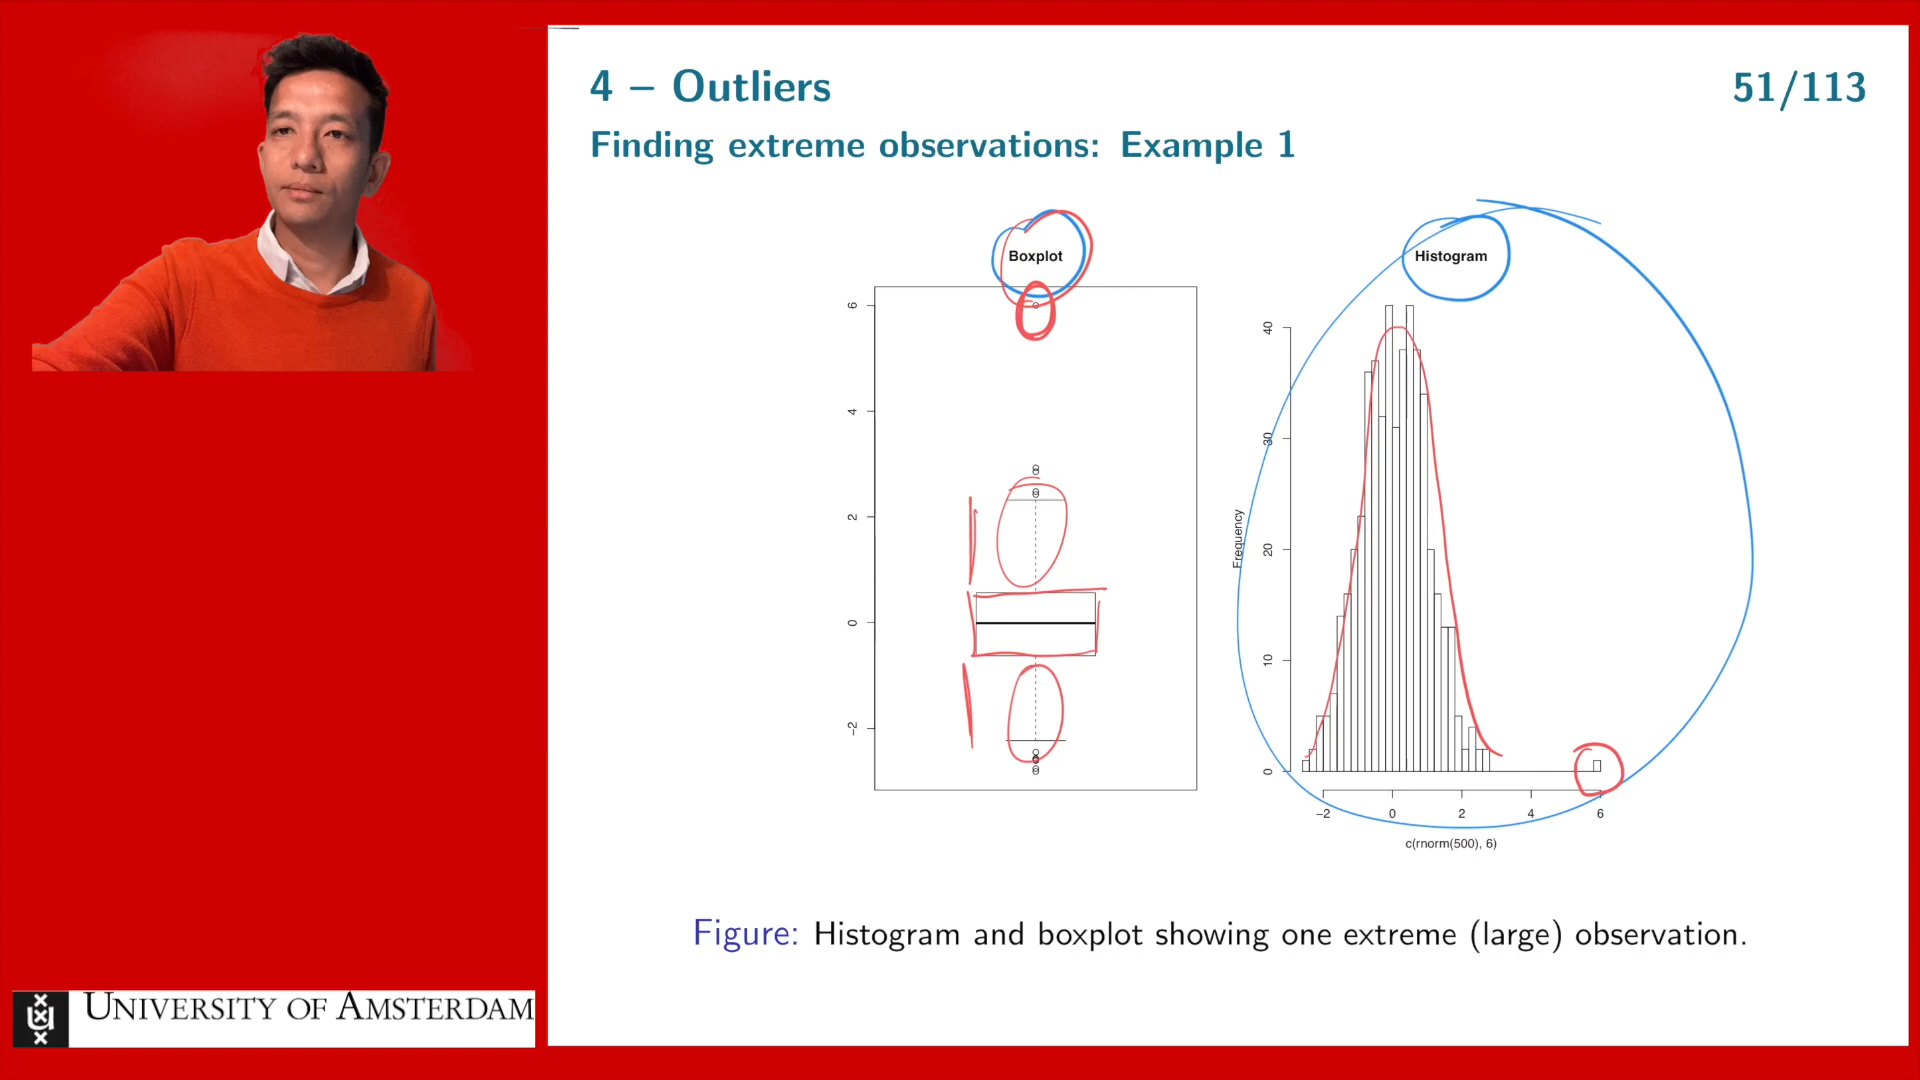 4 – Outliers
51/113
Finding extreme observations: Example 1
Boxplot
6
4
2
0
−2
Histogram
40
30
20
10
0
Frequency
−2 0 2 4 6
c(rnorm(500), 6)
Figure: Histogram and boxplot showing one extreme (large) observation.
UNIVERSITY OF AMSTERDAM